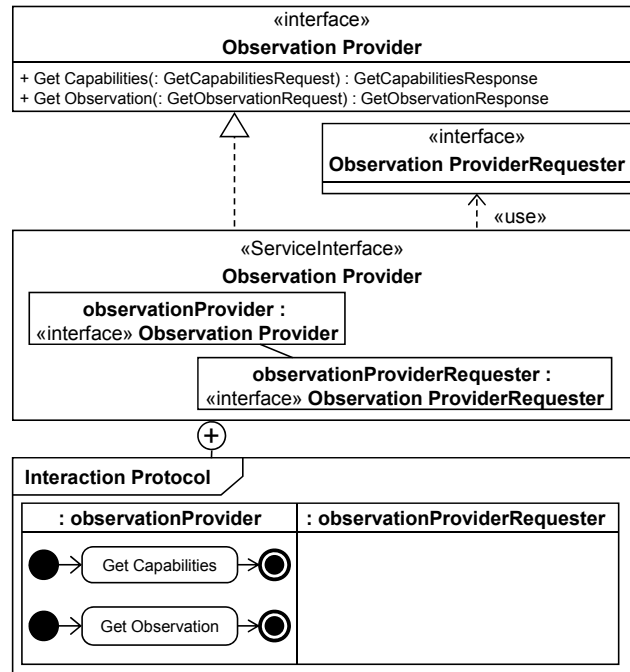 «interface»
Observation Provider
+ Get Capabilities(: GetCapabilitiesRequest) : GetCapabilitiesResponse
+ Get Observation(: GetObservationRequest) : GetObservationResponse
«interface»
Observation ProviderRequester
«use»
«ServiceInterface»
Observation Provider
observationProvider :
«interface» Observation Provider
observationProviderRequester :
«interface» Observation ProviderRequester
Interaction Protocol
: observationProvider
: observationProviderRequester
Get Capabilities
Get Observation